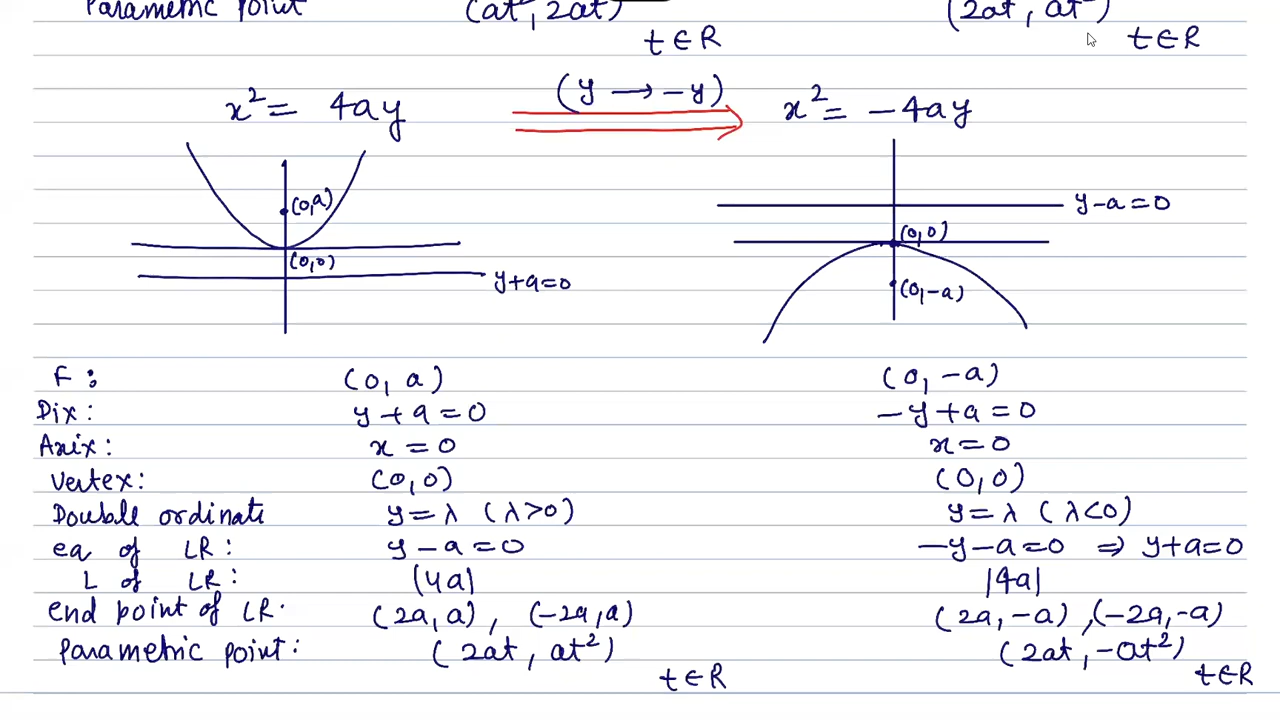 Parametric point (at², 2at) (2at, at²)
t ∈ R t ∈ R
(y → -y)
x² = 4ay x² = -4ay
(0,a) y-a=0
(0,0) (0,0)
y+a=0 (0,-a)
F: (0, a) (0, -a)
Dix: y+a=0 -y+a=0
Axix: x=0 x=0
Vertex: (0,0) (0,0)
Double ordinate y=λ (λ>0) y=λ (λ<0)
eq of LR: y-a=0 -y-a=0 ⇒ y+a=0
L of LR: |4a| |4a|
end point of LR. (2a,a), (-2a,a) (2a,-a), (-2a,-a)
Parametric point: (2at, at²) (2at, -at²)
t ∈ R t ∈ R